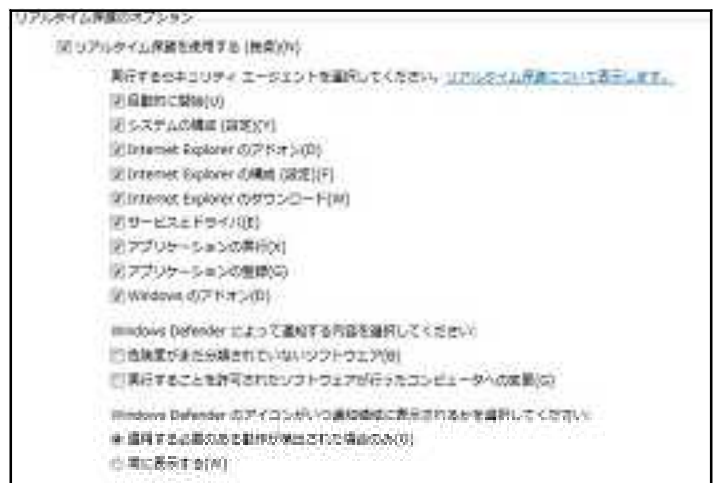 リアルタイム保護のオプション
リアルタイム保護を使用する (推奨)(N)
実行するセキュリティ エージェントを選択してください。リアルタイム保護について表示します。
自動的に開始(U)
システムの構成 (設定)(Y)
Internet Explorer のアドオン(D)
Internet Explorer の構成 (設定)(F)
Internet Explorer のダウンロード(W)
サービスとドライバ(E)
アプリケーションの実行(X)
アプリケーションの登録(G)
Windows のアドオン(D)
Windows Defender によって通知する内容を選択してください:
危険度がまだ分類されていないソフトウェア(B)
実行することを許可されたソフトウェアが行ったコンピュータへの変更(G)
Windows Defender のアイコンがいつ通知領域に表示されるかを選択してください:
適用する必要のある動作が検出された場合のみ(O)
常に表示する(W)